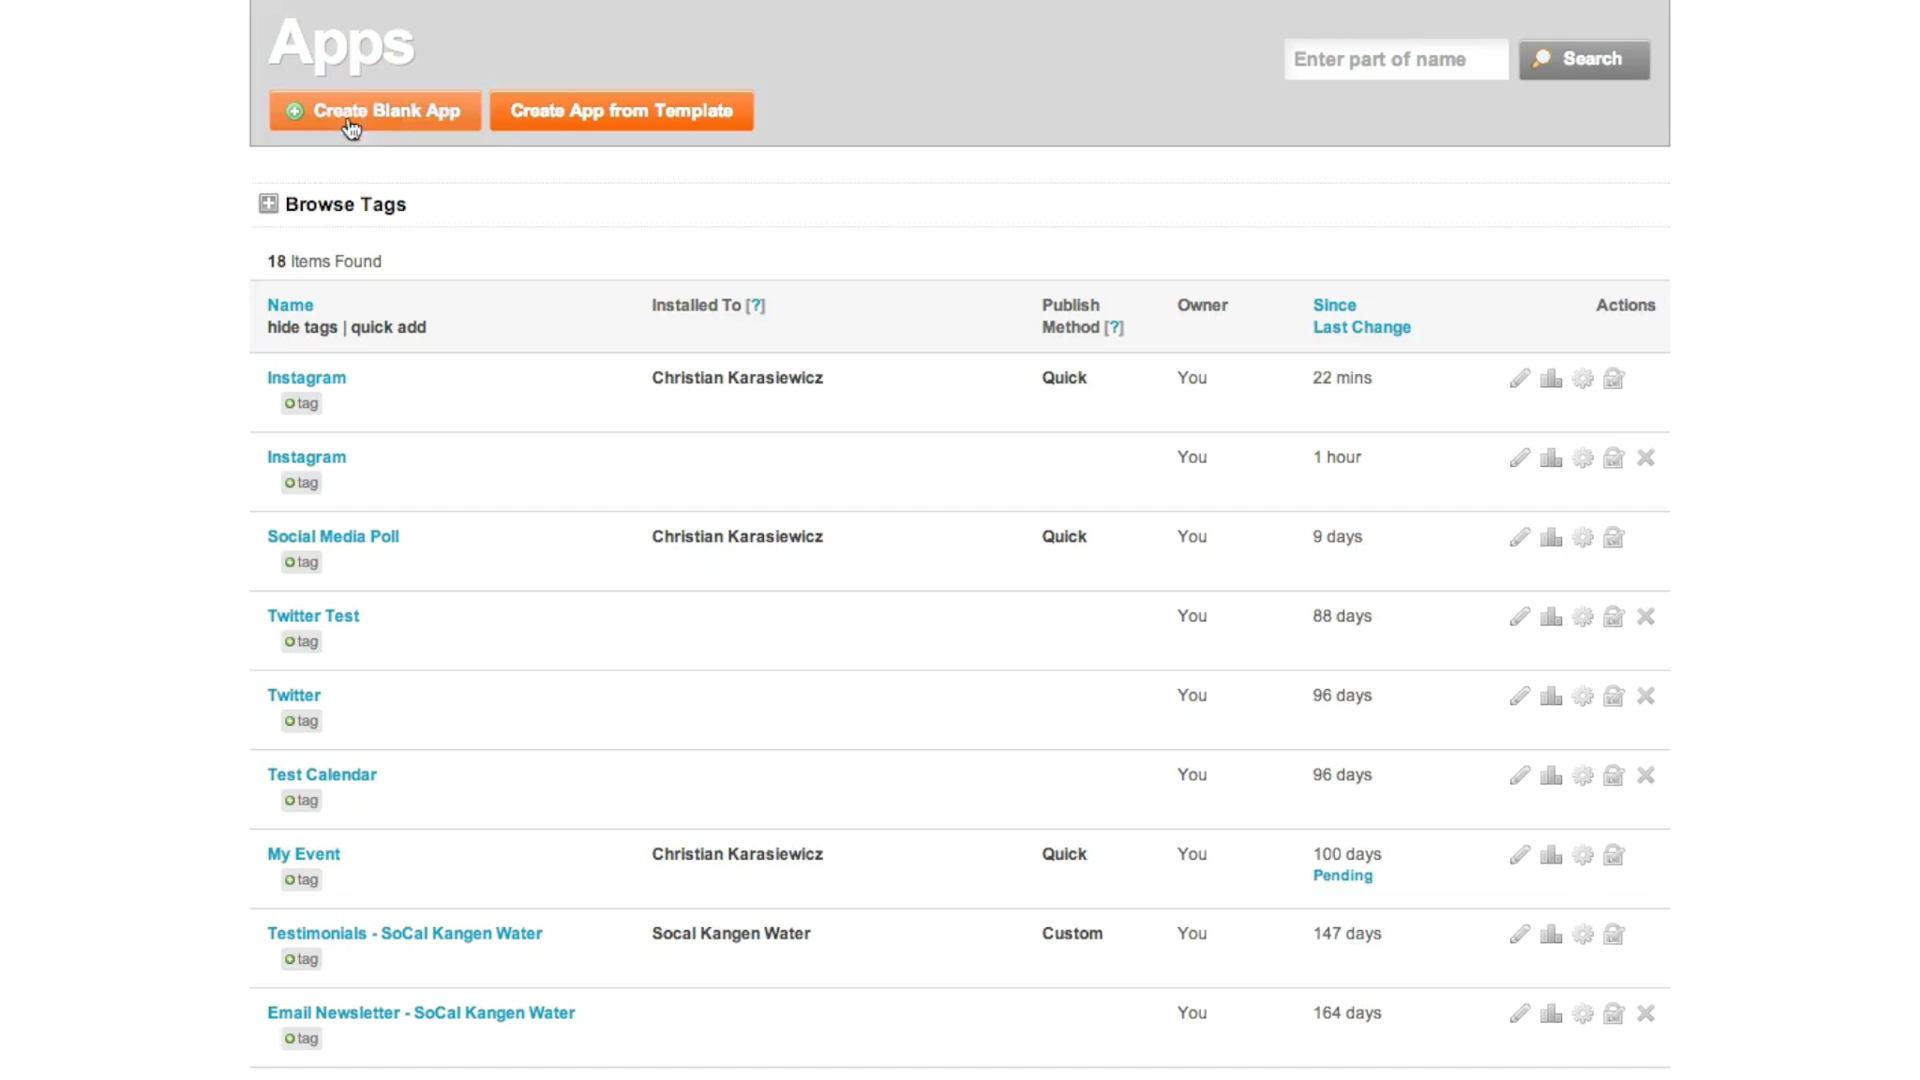 Apps
Enter part of name
Search
Create Blank App
Create App from Template
Browse Tags
18 Items Found
Name
hide tags | quick add
Installed To [?]
Publish
Method [?]
Owner
Since
Last Change
Actions
Instagram
Christian Karasiewicz
Quick
You
22 mins
tag
Instagram
You
1 hour
tag
Social Media Poll
Christian Karasiewicz
Quick
You
9 days
tag
Twitter Test
You
88 days
tag
Twitter
You
96 days
tag
Test Calendar
You
96 days
tag
My Event
Christian Karasiewicz
Quick
You
100 days
Pending
tag
Testimonials - SoCal Kangen Water
Socal Kangen Water
Custom
You
147 days
tag
Email Newsletter - SoCal Kangen Water
You
164 days
tag